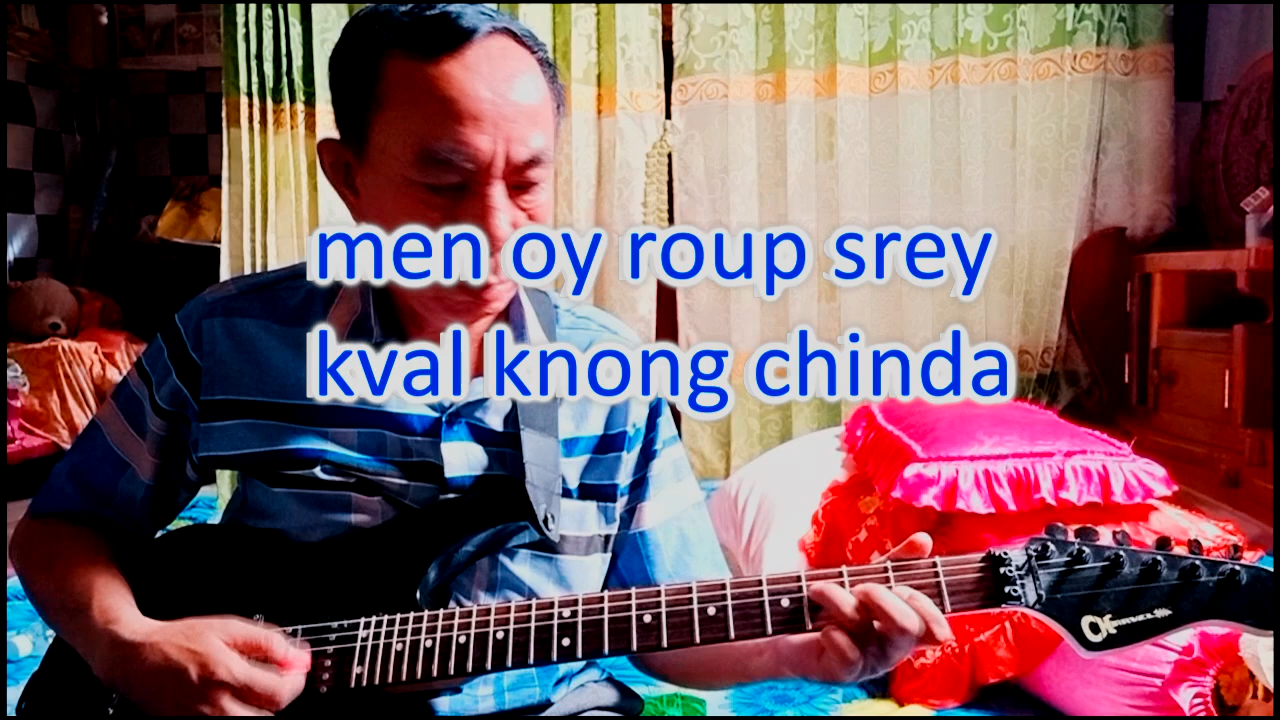 men oy roup srey
kval knong chinda